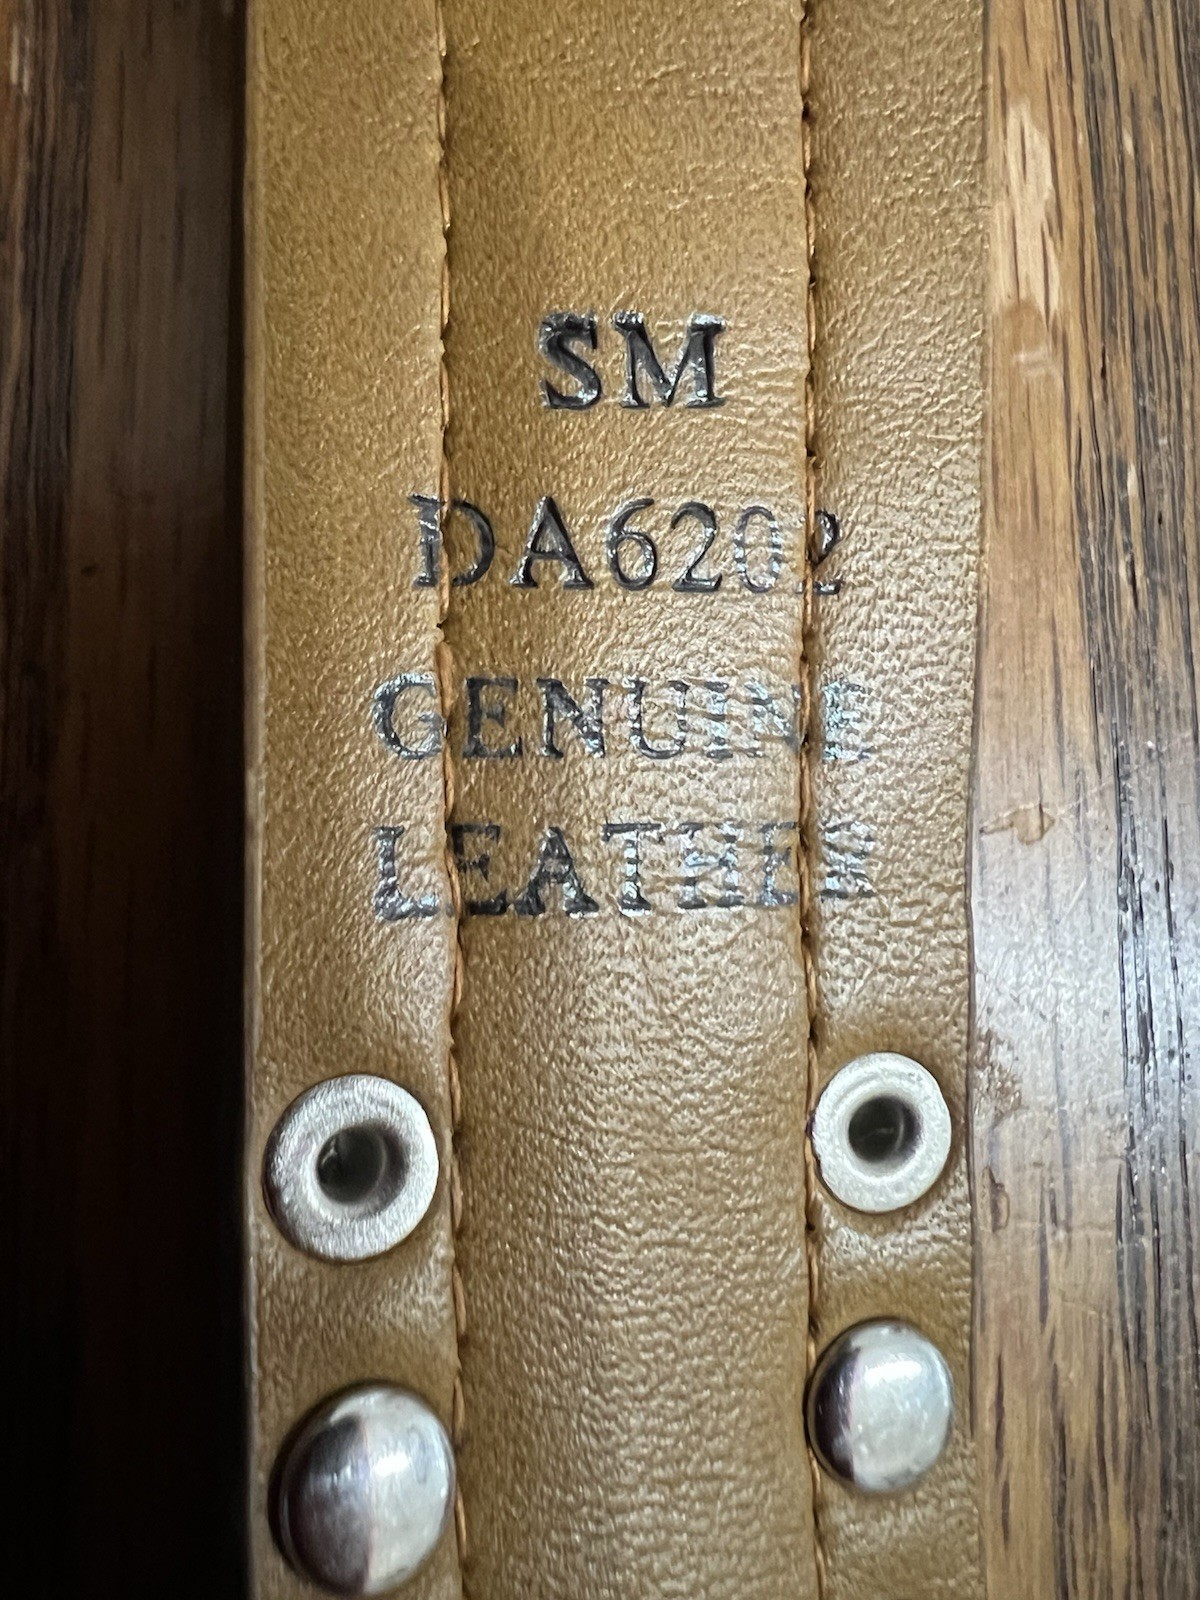 SM
DA6202
GENUINE
LEATHER